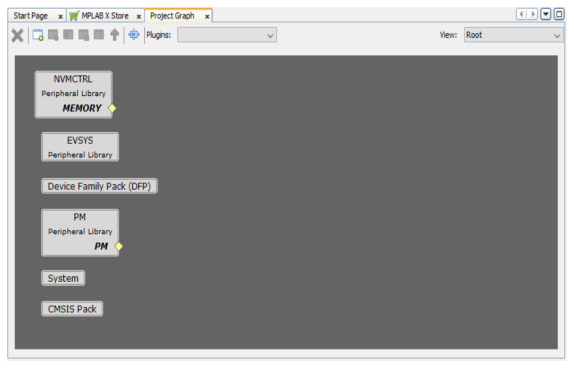 Start Page x MPLAB X Store x Project Graph x
Plugins: View: Root
NVMCTRL
Peripheral Library
MEMORY
EVSYS
Peripheral Library
Device Family Pack (DFP)
PM
Peripheral Library
PM
System
CMSIS Pack